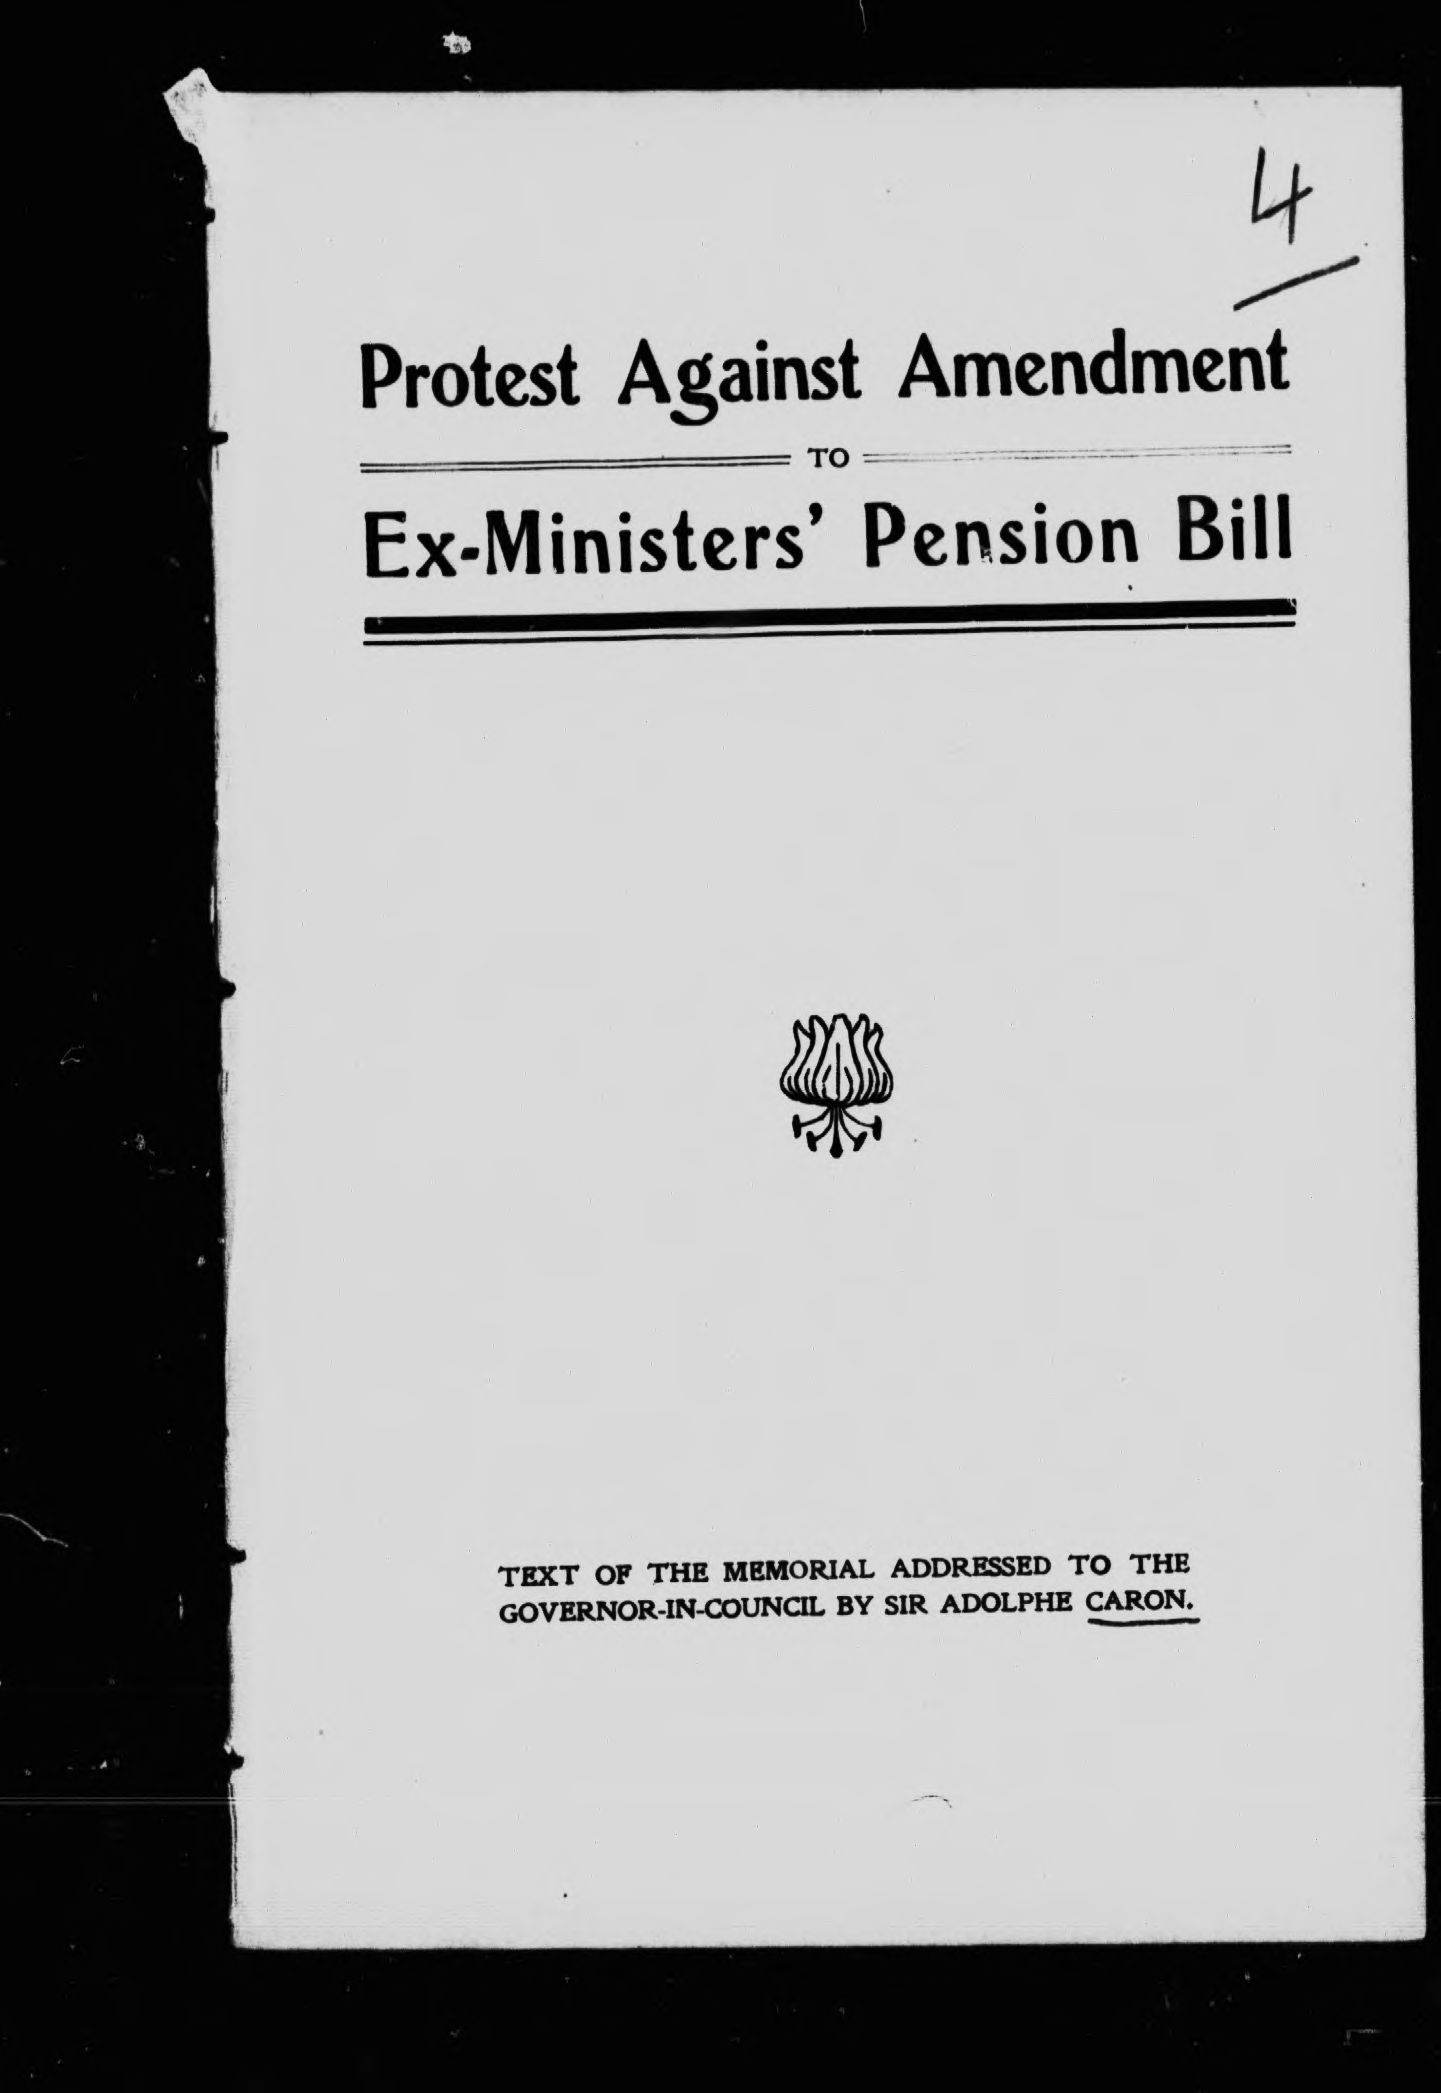 4
Protest Against Amendment
TO
Ex-Ministers' Pension Bill
TEXT OF THE MEMORIAL ADDRESSED TO THE
GOVERNOR-IN-COUNCIL BY SIR ADOLPHE CARON.